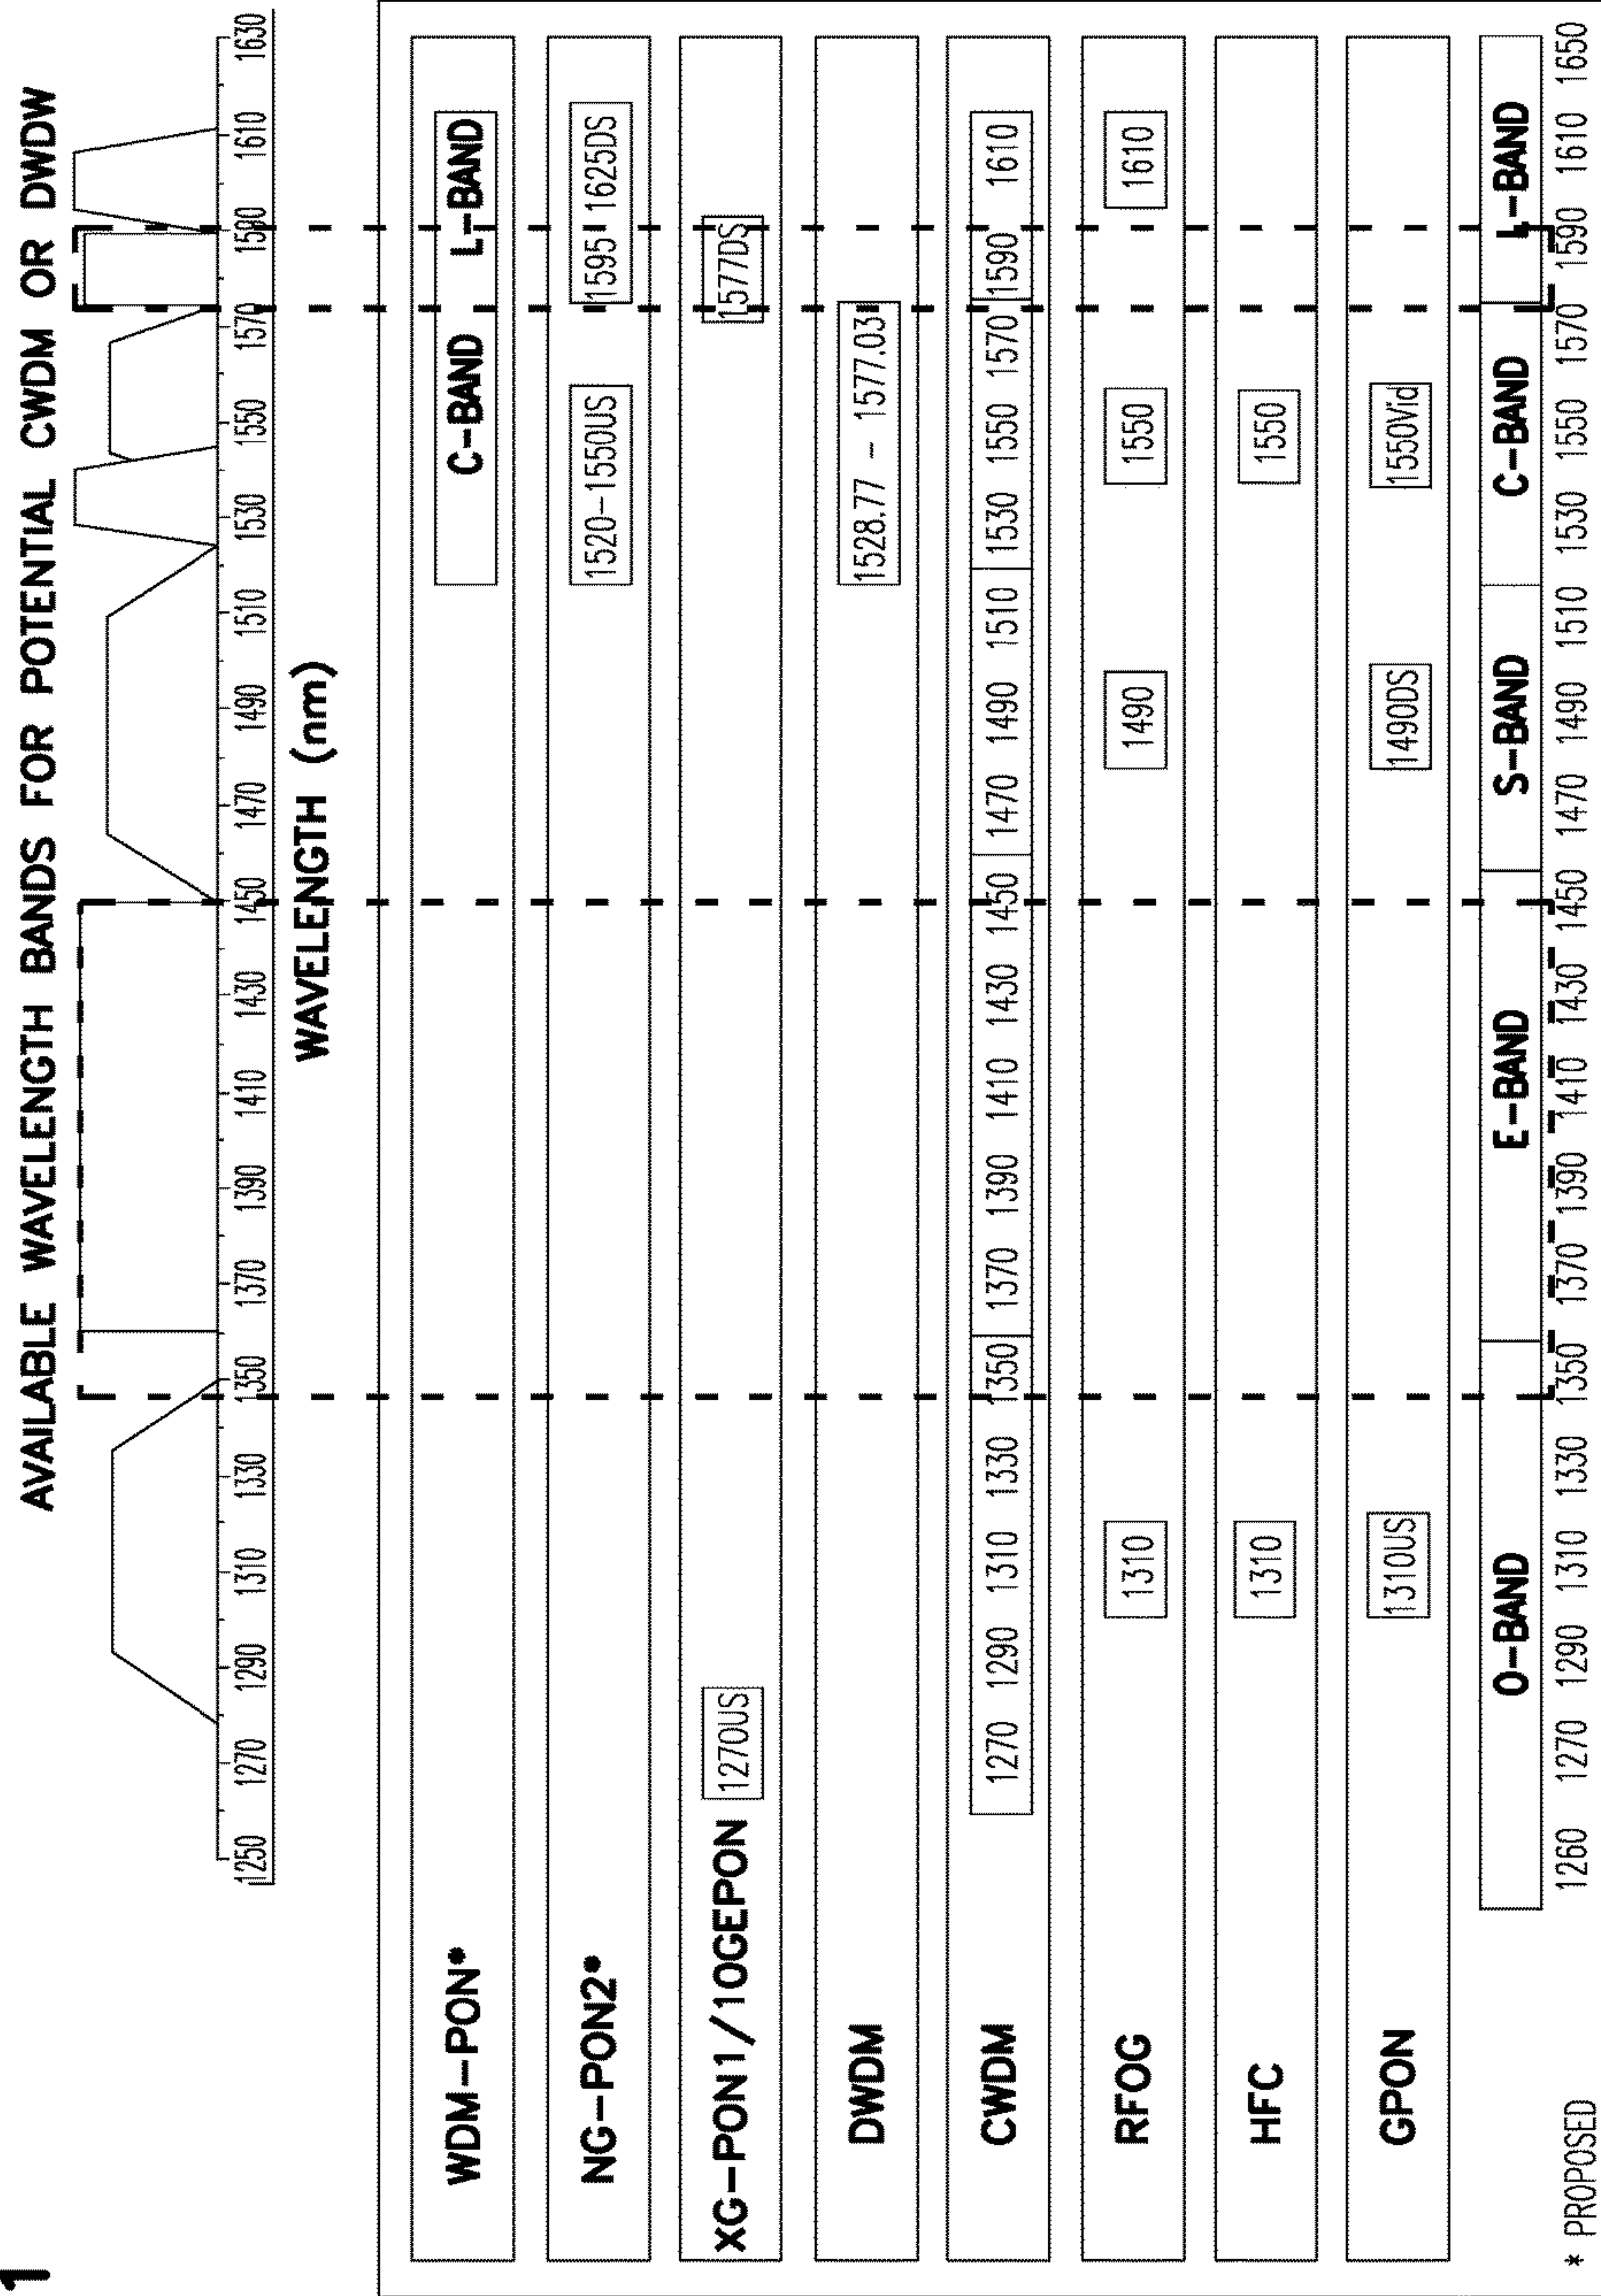 1
AVAILABLE WAVELENGTH BANDS FOR POTENTIAL CWDM OR DWDW
1250 1270 1290 1310 1330 1350 1370 1390 1410 1430 1450 1470 1490 1510 1530 1550 1570 1590 1610 1630
WAVELENGTH (nm)
WDM-PON* C-BAND L-BAND
NG-PON2* 1520-1550US 1595 1625DS
XG-PON1/10GEPON 1270US 1577DS
DWDM 1528.77 - 1577.03
CWDM 1270 1290 1310 1330 1350 1370 1390 1410 1430 1450 1470 1490 1510 1530 1550 1570 1590 1610
RFOG 1310 1490 1550 1610
HFC 1310 1550
GPON 1310US 1490DS 1550Vid
O-BAND E-BAND S-BAND C-BAND L-BAND
1260 1270 1290 1310 1330 1350 1370 1390 1410 1430 1450 1470 1490 1510 1530 1550 1570 1590 1610 1650
* PROPOSED